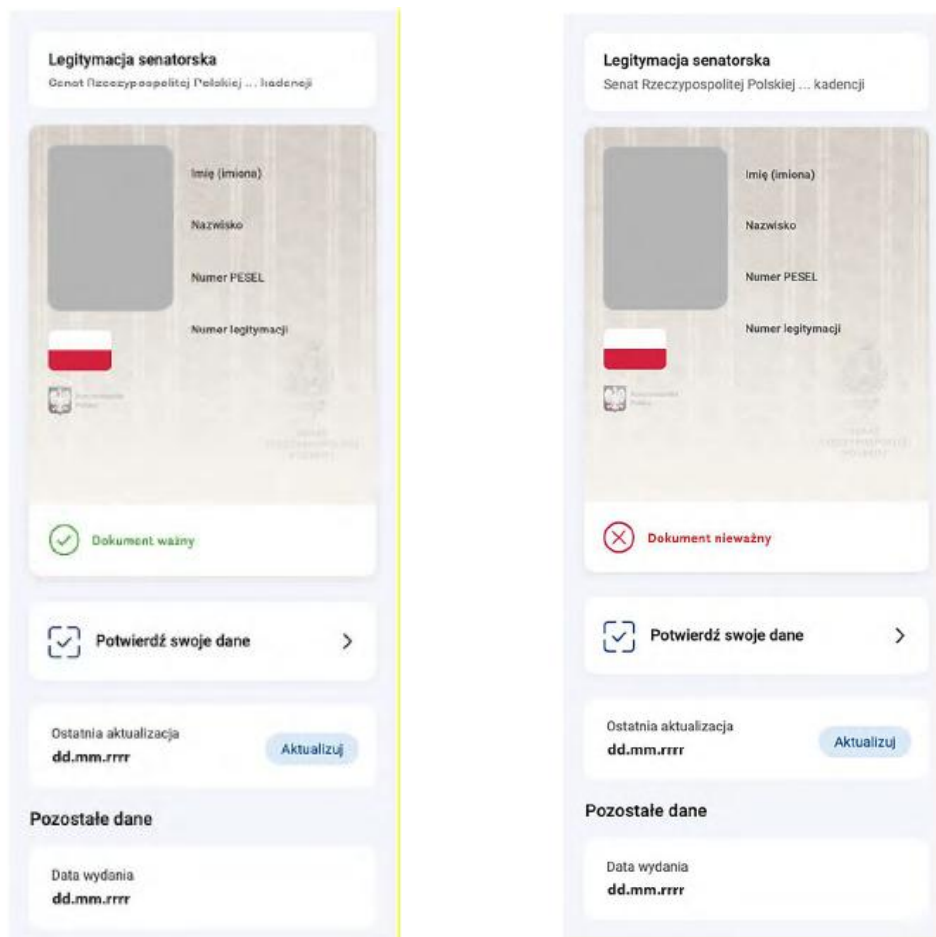 Legitymacja senatorska
Senat Rzeczypospolitej Polskiej ... kadencji
Imię (imiona)
Nazwisko
Numer PESEL
Numer legitymacji
Dokument ważny
Potwierdź swoje dane
Ostatnia aktualizacja
dd.mm.rrrr
Aktualizuj
Pozostałe dane
Data wydania
dd.mm.rrrr
Legitymacja senatorska
Senat Rzeczypospolitej Polskiej ... kadencji
Imię (imiona)
Nazwisko
Numer PESEL
Numer legitymacji
Dokument nieważny
Potwierdź swoje dane
Ostatnia aktualizacja
dd.mm.rrrr
Aktualizuj
Pozostałe dane
Data wydania
dd.mm.rrrr